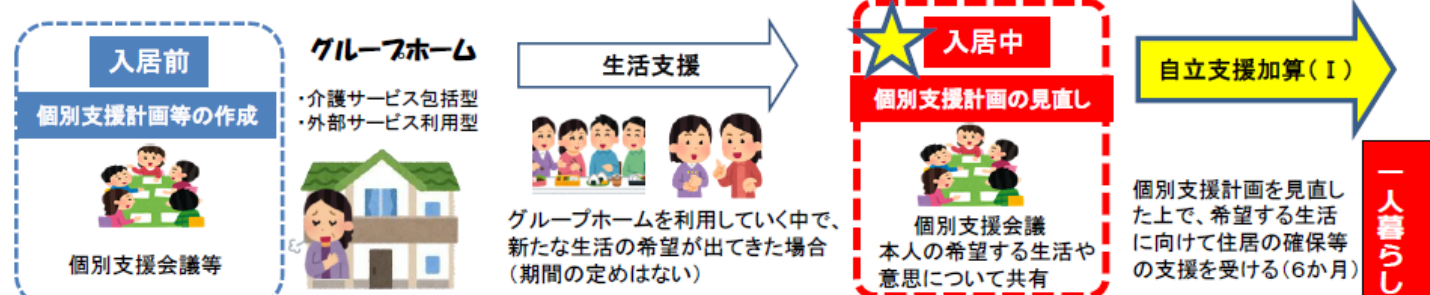 入居前
個別支援計画等の作成
個別支援会議等
グループホーム
・介護サービス包括型
・外部サービス利用型
生活支援
グループホームを利用していく中で、
新たな生活の希望が出てきた場合
(期間の定めはない)
入居中
個別支援計画の見直し
個別支援会議
本人の希望する生活や
意思について共有
自立支援加算(Ⅰ)
個別支援計画を見直し
た上で、希望する生活
に向けて住居の確保等
の支援を受ける(6か月)
一人暮らし